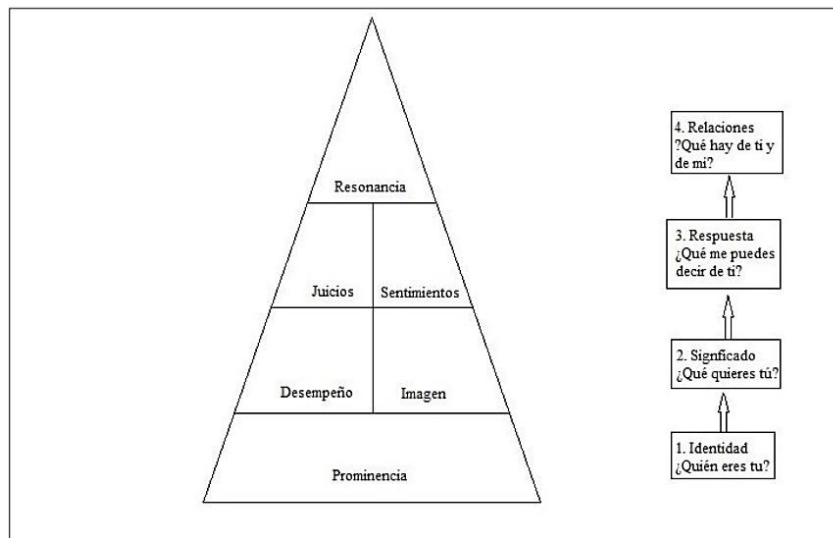 Resonancia
Juicios
Sentimientos
Desempeño
Imagen
Prominencia
4. Relaciones
?Qué hay de ti y
de mi?
3. Respuesta
¿Qué me puedes
decir de ti?
2. Signficado
¿Qué quieres tú?
1. Identidad
¿Quién eres tu?